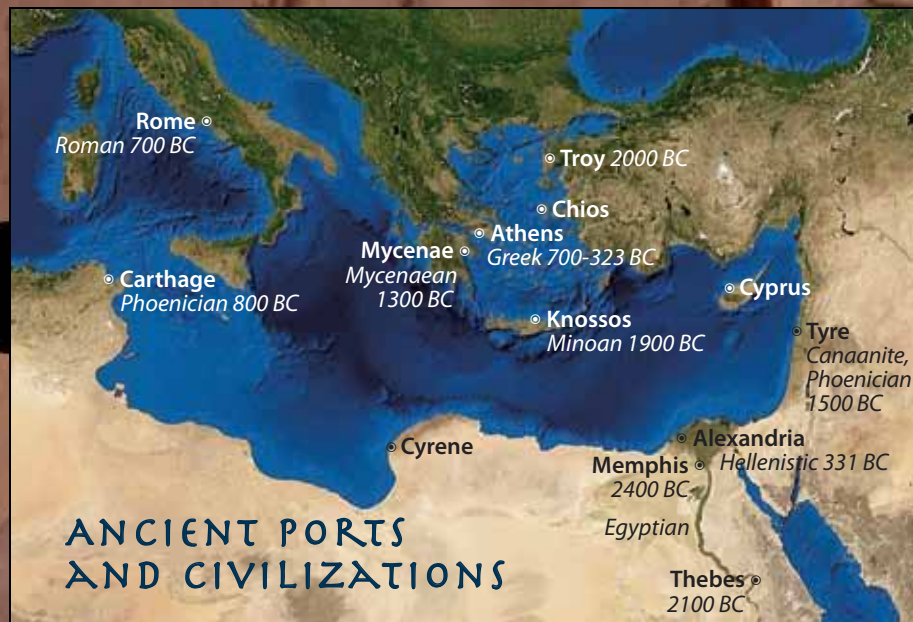 Rome
Roman 700 BC
Troy 2000 BC
Chios
Athens
Greek 700-323 BC
Mycenae
Mycenaean
1300 BC
Carthage
Phoenician 800 BC
Cyprus
Knossos
Minoan 1900 BC
Tyre
Canaanite,
Phoenician
1500 BC
Cyrene
Alexandria
Hellenistic 331 BC
Memphis
2400 BC
Egyptian
Thebes
2100 BC
ANCIENT PORTS
AND CIVILIZATIONS